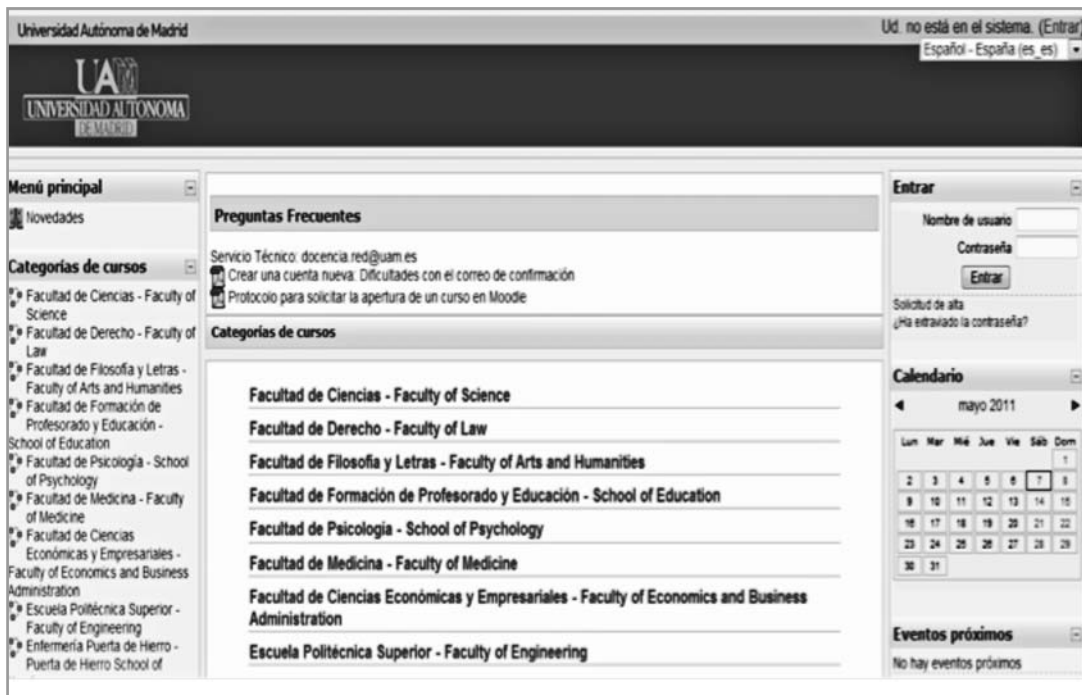 Universidad Autónoma de Madrid
Ud. no está en el sistema. (Entrar)
Español - España (es_es)
UAM
UNIVERSIDAD AUTONOMA
DE MADRID
Menú principal
Novedades
Categorías de cursos
Facultad de Ciencias - Faculty of
Science
Facultad de Derecho - Faculty of
Law
Facultad de Filosofía y Letras -
Faculty of Arts and Humanities
Facultad de Formación de
Profesorado y Educación -
School of Education
Facultad de Psicología - School
of Psychology
Facultad de Medicina - Faculty
of Medicine
Facultad de Ciencias
Económicas y Empresariales -
Faculty of Economics and Business
Administration
Escuela Politécnica Superior -
Faculty of Engineering
Enfermería Puerta de Hierro -
Puerta de Hierro School of
Preguntas Frecuentes
Servicio Técnico: docencia.red@uam.es
Crear una cuenta nueva: Dificultades con el correo de confirmación
Protocolo para solicitar la apertura de un curso en Moodle
Categorías de cursos
Facultad de Ciencias - Faculty of Science
Facultad de Derecho - Faculty of Law
Facultad de Filosofía y Letras - Faculty of Arts and Humanities
Facultad de Formación de Profesorado y Educación - School of Education
Facultad de Psicología - School of Psychology
Facultad de Medicina - Faculty of Medicine
Facultad de Ciencias Económicas y Empresariales - Faculty of Economics and Business
Administration
Escuela Politécnica Superior - Faculty of Engineering
Entrar
Nombre de usuario
Contraseña
Entrar
Solicitud de alta
¿Ha extraviado la contraseña?
Calendario
mayo 2011
Lun Mar Mié Jue Vie Sáb Dom
1
2 3 4 5 6 7 8
9 10 11 12 13 14 15
16 17 18 19 20 21 22
23 24 25 26 27 28 29
30 31
Eventos próximos
No hay eventos próximos